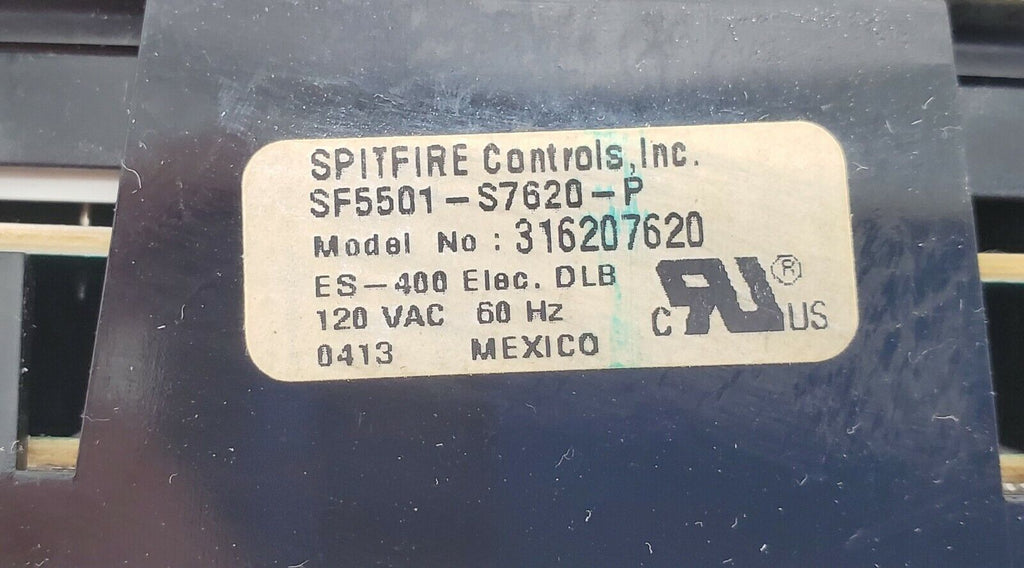 SPITFIRE Controls, Inc.
SF5501-S7620-P
Model No : 316207620
ES-400 Elec. DLB
120 VAC 60 Hz
0413 MEXICO
C RU ® US